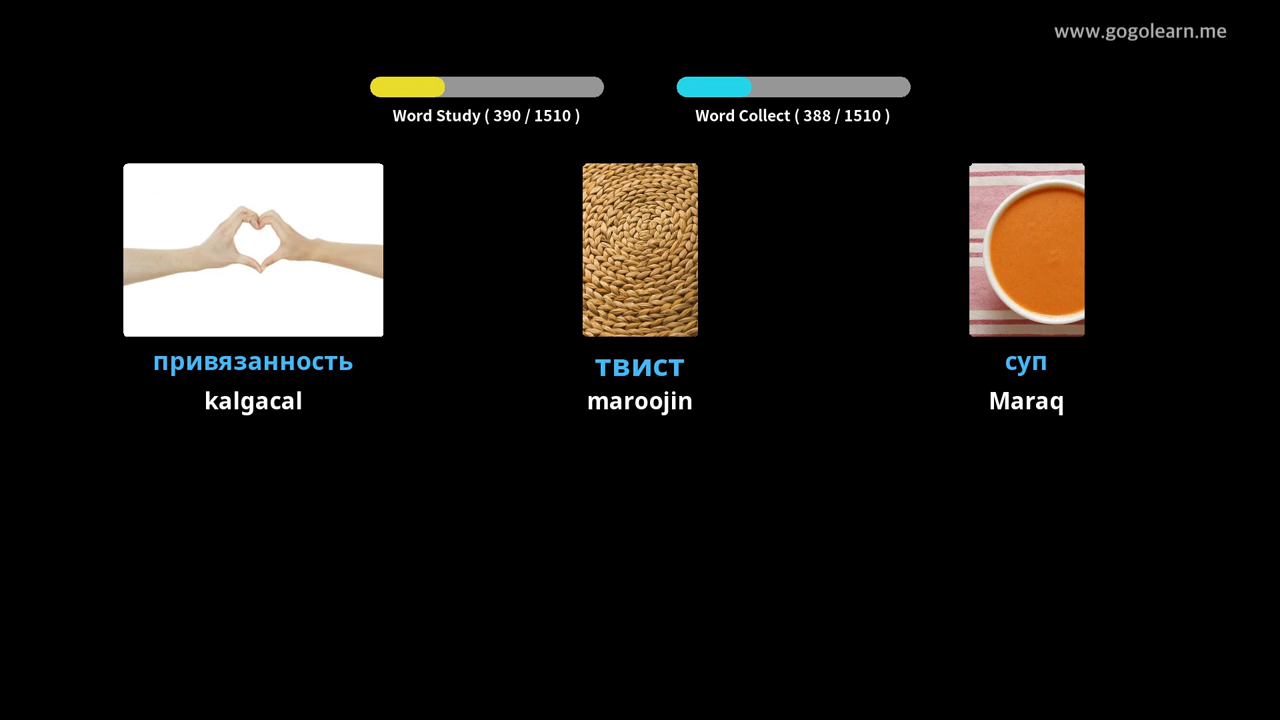 www.gogolearn.me
Word Study ( 390 / 1510 )
Word Collect ( 388 / 1510 )
привязанность
kalgacal
твист
maroojin
суп
Maraq